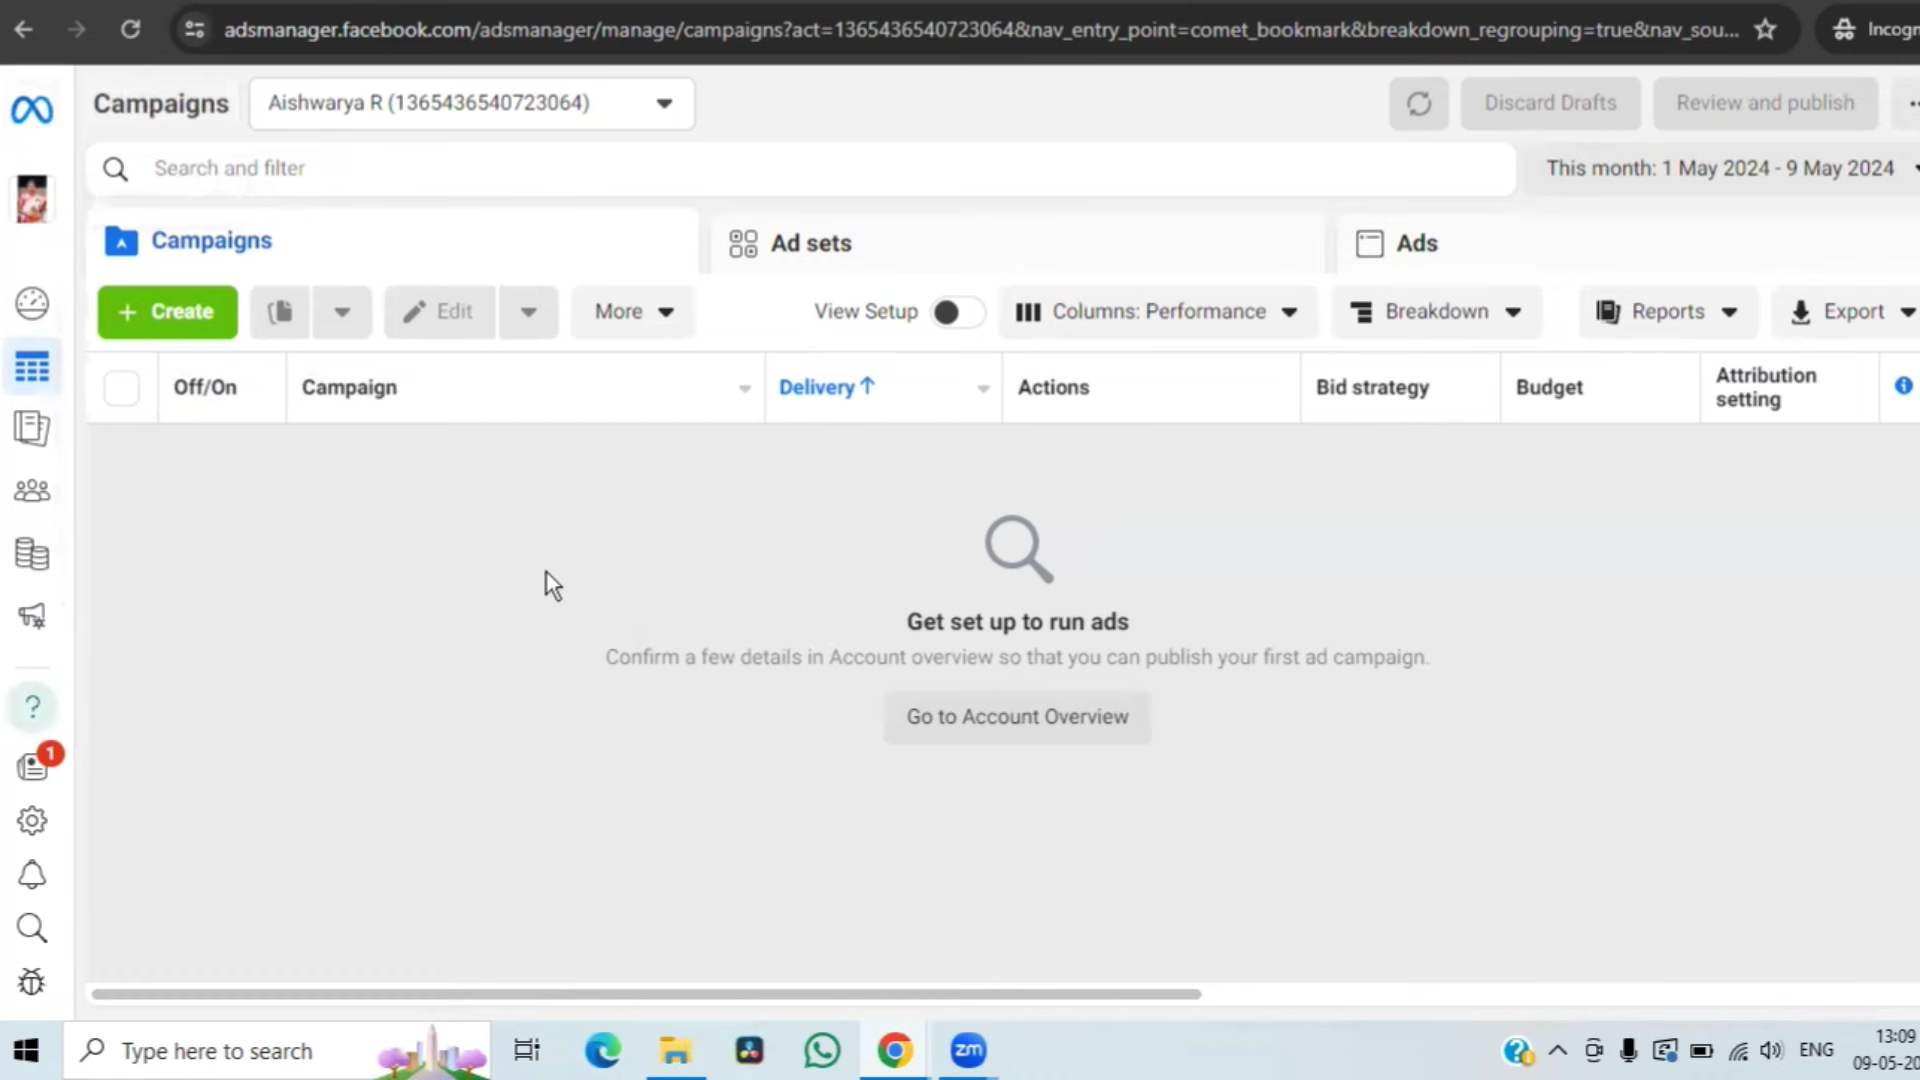 adsmanager.facebook.com/adsmanager/manage/campaigns?act=1365436540723064&nav_entry_point=comet_bookmark&breakdown_regrouping=true&nav_sou...
Campaigns
Aishwarya R (1365436540723064)
Discard Drafts
Review and publish
Search and filter
This month: 1 May 2024 - 9 May 2024
Campaigns
Ad sets
Ads
+ Create
Edit
More
View Setup
Columns: Performance
Breakdown
Reports
Export
Off/On
Campaign
Delivery ↑
Actions
Bid strategy
Budget
Attribution
setting
Get set up to run ads
Confirm a few details in Account overview so that you can publish your first ad campaign.
Go to Account Overview
?
1
Type here to search
zm
ENG
13:09